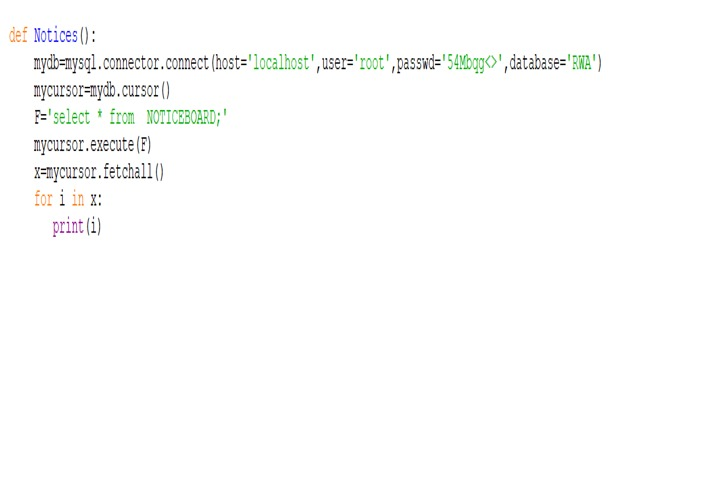 def Notices():
mydb=mysql.connector.connect(host='localhost',user='root',passwd='54Mbqg<>',database='RWA')
mycursor=mydb.cursor()
F='select * from  NOTICEBOARD;'
mycursor.execute(F)
x=mycursor.fetchall()
for i in x:
print(i)